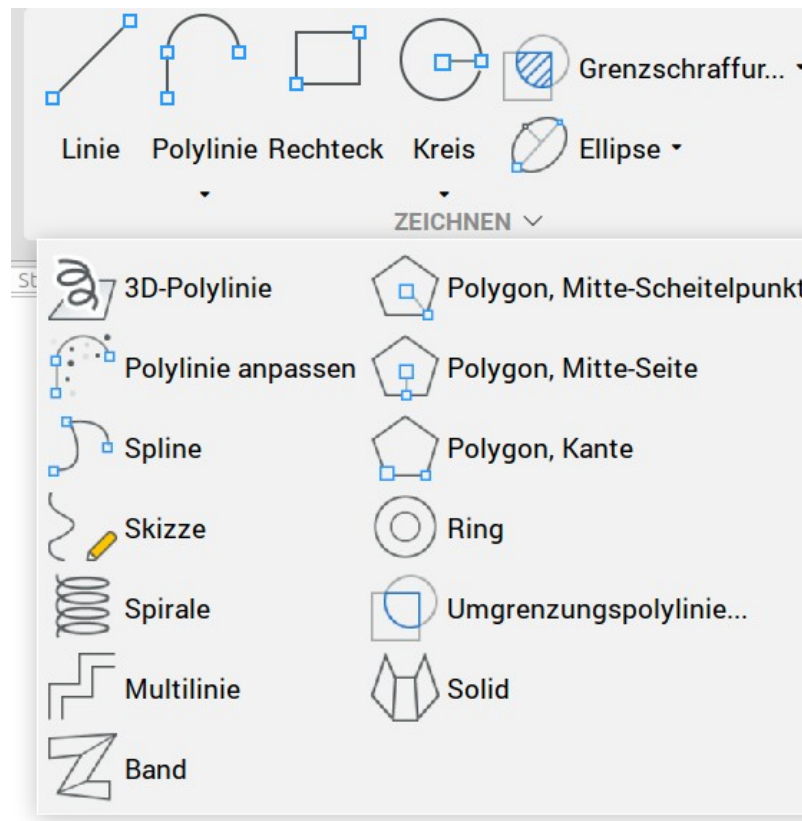 Grenzschraffur...
Linie Polylinie Rechteck Kreis Ellipse
ZEICHNEN
St
3D-Polylinie Polygon, Mitte-Scheitelpunkt
Polylinie anpassen Polygon, Mitte-Seite
Spline Polygon, Kante
Skizze Ring
Spirale Umgrenzungspolylinie...
Multilinie Solid
Band